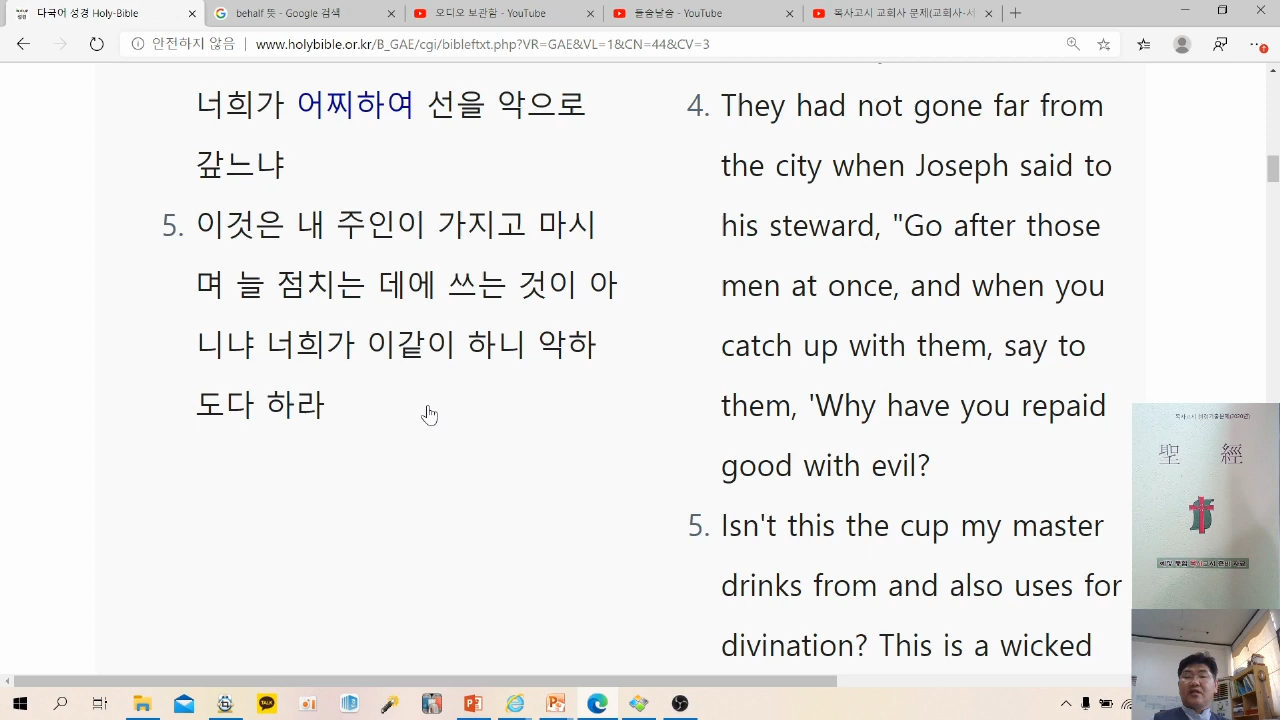 다국어 성경 Holy-Bible
behalf 뜻 - Google 검색
오디오 보관함 - YouTube
들숨날숨 - YouTube
목사고시 교회사 문제(교회사-서
안전하지 않음
www.holybible.or.kr/B_GAE/cgi/bibleftxt.php?VR=GAE&VL=1&CN=44&CV=3
너희가 어찌하여 선을 악으로
갚느냐
5. 이것은 내 주인이 가지고 마시
며 늘 점치는 데에 쓰는 것이 아
니냐 너희가 이같이 하니 악하
도다 하라
4. They had not gone far from
the city when Joseph said to
his steward, "Go after those
men at once, and when you
catch up with them, say to
them, 'Why have you repaid
good with evil?
5. Isn't this the cup my master
drinks from and also uses for
divination? This is a wicked
聖 經
TALK